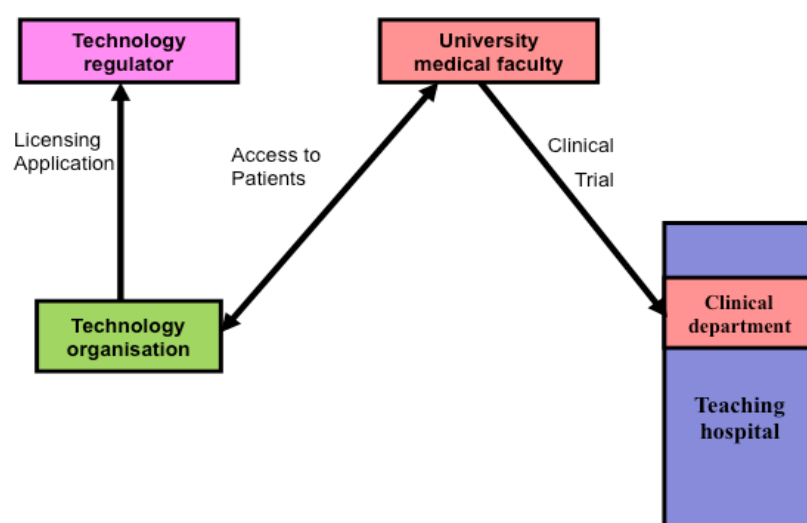 Technology
regulator
University
medical faculty
Licensing
Application
Access to
Patients
Clinical
Trial
Technology
organisation
Clinical
department
Teaching
hospital